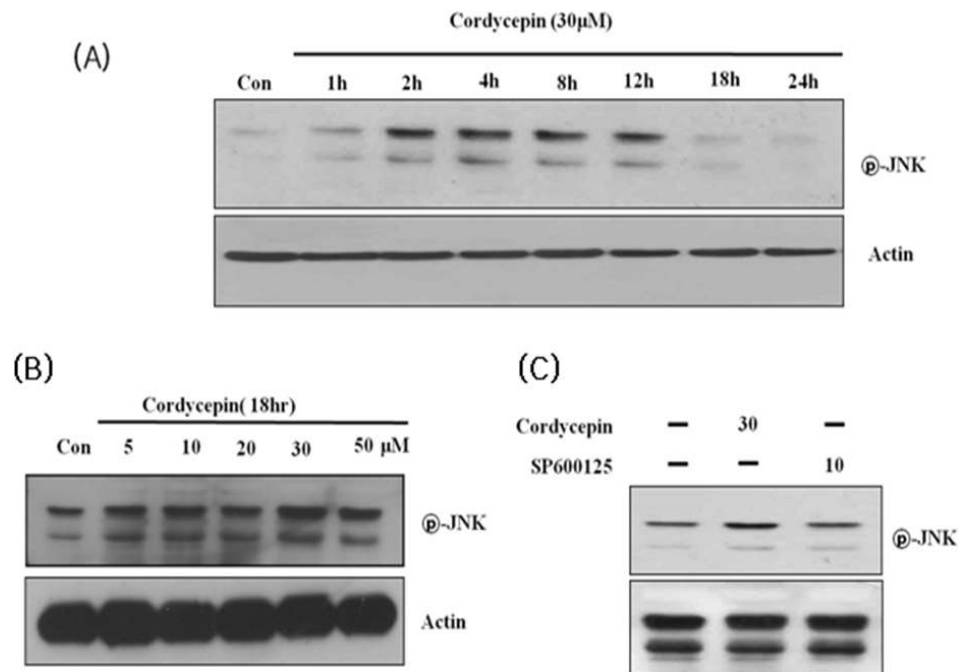 Cordycepin (30μM)
(A)
Con 1h 2h 4h 8h 12h 18h 24h
ⓟ-JNK
Actin
(B)
Cordycepin( 18hr)
Con 5 10 20 30 50 μM
ⓟ-JNK
Actin
(C)
Cordycepin – 30 –
SP600125 – – 10
ⓟ-JNK